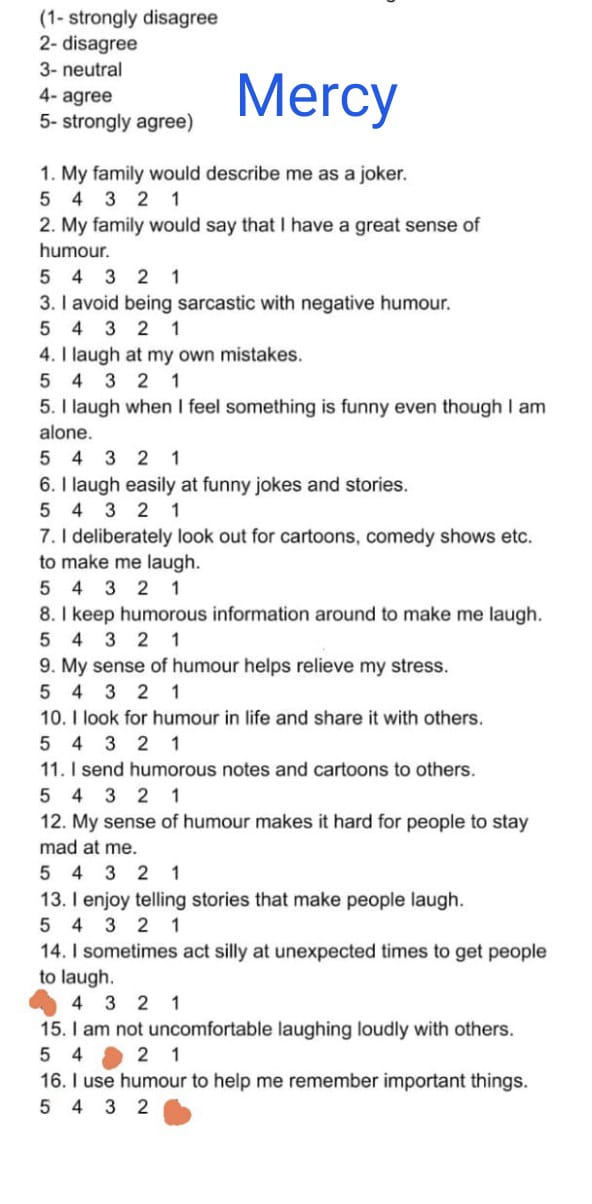 (1- strongly disagree
2- disagree
3- neutral
4- agree
5- strongly agree)
Mercy
1. My family would describe me as a joker.
5 4 3 2 1
2. My family would say that I have a great sense of
humour.
5 4 3 2 1
3. I avoid being sarcastic with negative humour.
5 4 3 2 1
4. I laugh at my own mistakes.
5 4 3 2 1
5. I laugh when I feel something is funny even though I am
alone.
5 4 3 2 1
6. I laugh easily at funny jokes and stories.
5 4 3 2 1
7. I deliberately look out for cartoons, comedy shows etc.
to make me laugh.
5 4 3 2 1
8. I keep humorous information around to make me laugh.
5 4 3 2 1
9. My sense of humour helps relieve my stress.
5 4 3 2 1
10. I look for humour in life and share it with others.
5 4 3 2 1
11. I send humorous notes and cartoons to others.
5 4 3 2 1
12. My sense of humour makes it hard for people to stay
mad at me.
5 4 3 2 1
13. I enjoy telling stories that make people laugh.
5 4 3 2 1
14. I sometimes act silly at unexpected times to get people
to laugh.
4 3 2 1
15. I am not uncomfortable laughing loudly with others.
5 4 2 1
16. I use humour to help me remember important things.
5 4 3 2